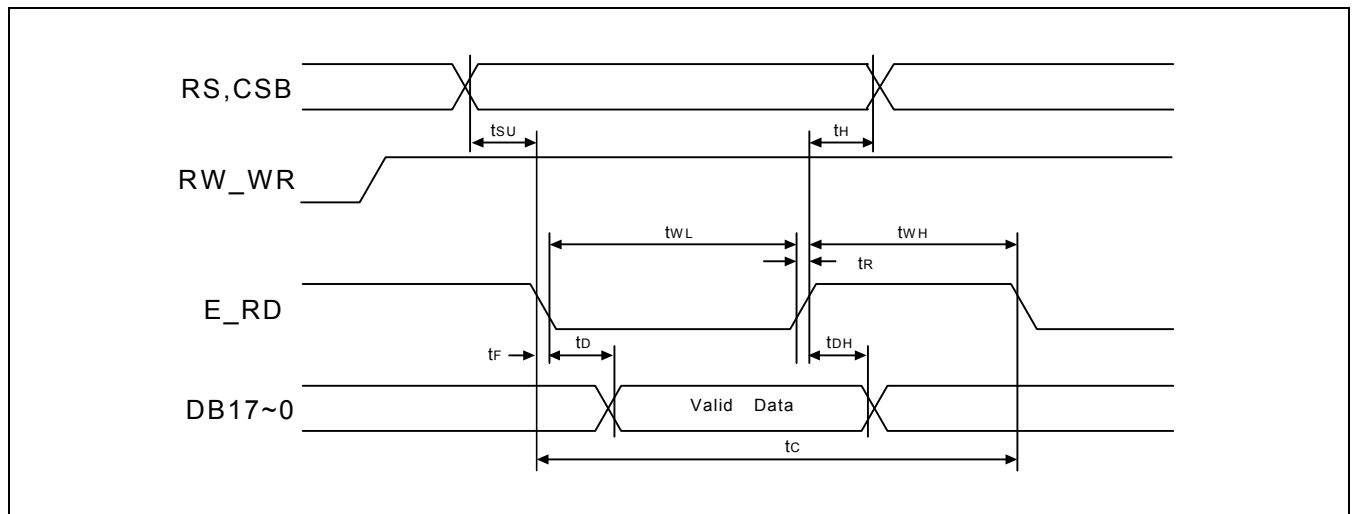 RS,CSB
tSU
tH
RW_WR
tWL
tWH
tR
E_RD
tF
tD
tDH
DB17~0
Valid Data
tC